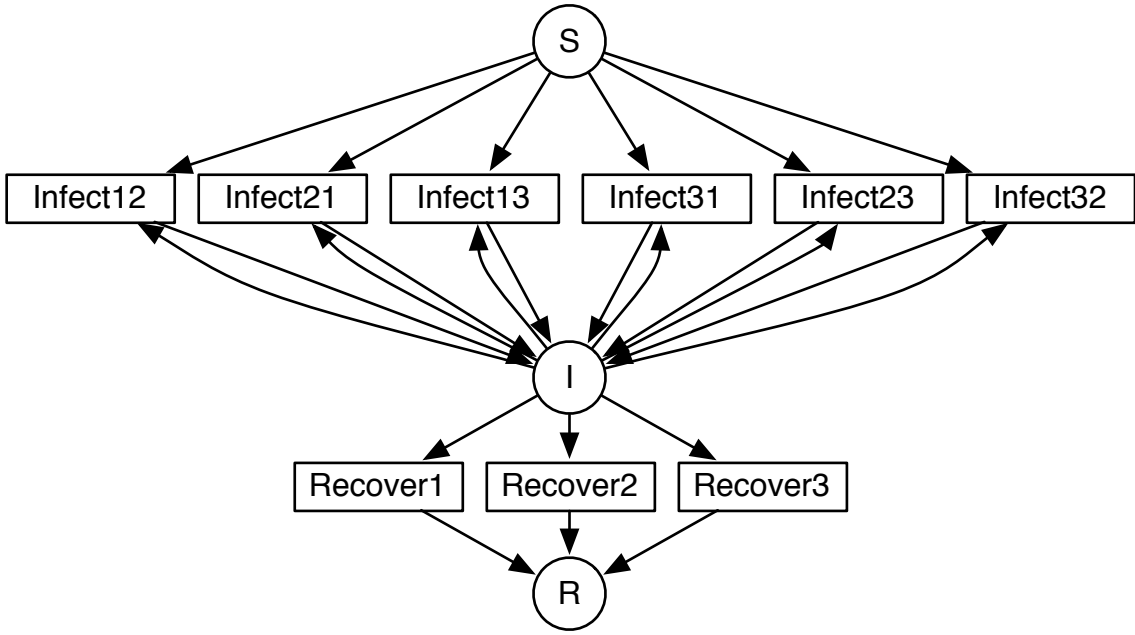 S
Infect12 Infect21 Infect13 Infect31 Infect23 Infect32
I
Recover1 Recover2 Recover3
R